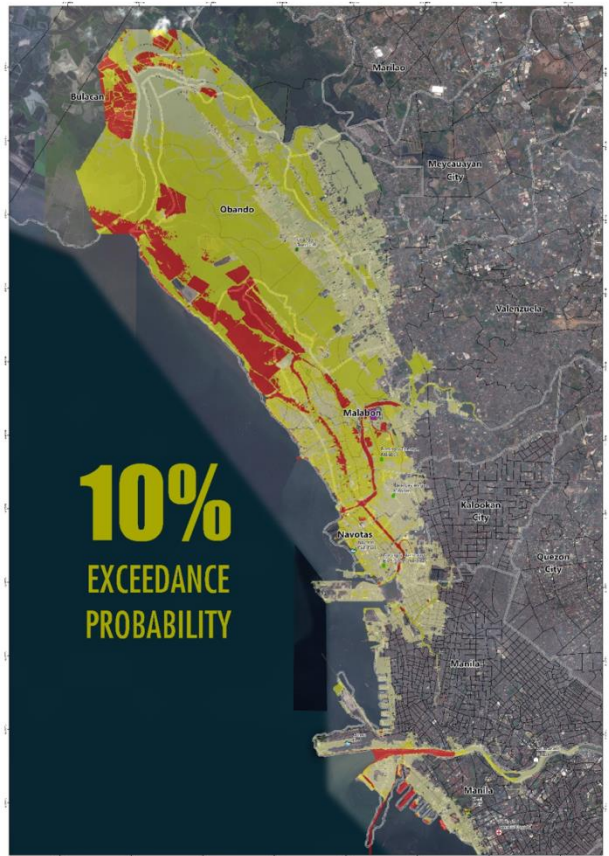 Marilao
Bulacan
Meycauayan
City
Obando
Valenzuela
Malabon
10%
EXCEEDANCE
PROBABILITY
Kalookan
City
Navotas
Quezon
City
Manila
Manila